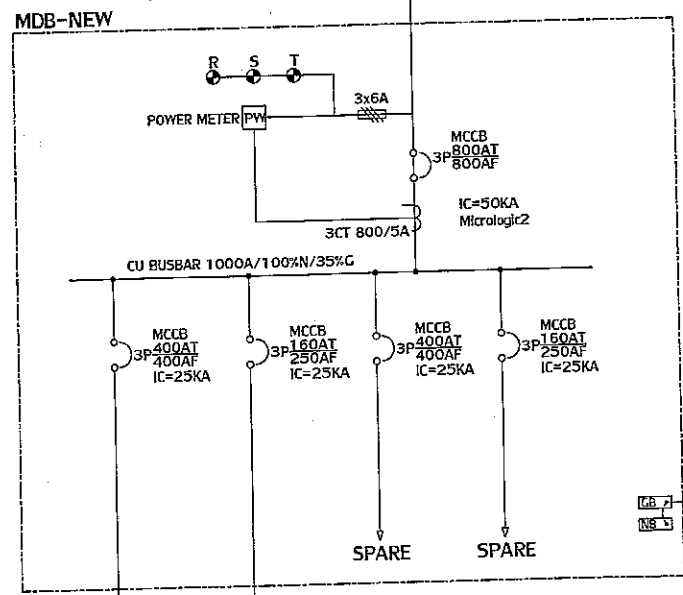 MDB-NEW
R S T
3x6A
POWER METER PW
MCCB
3P 800AT
800AF
IC=50KA
Micrologic2
3CT 800/5A
CU BUSBAR 1000A/100%N/35%G
MCCB
3P 400AT
400AF
IC=25KA
MCCB
3P 160AT
250AF
IC=25KA
MCCB
3P 400AT
400AF
IC=25KA
MCCB
3P 160AT
250AF
IC=25KA
GB
NB
SPARE
SPARE